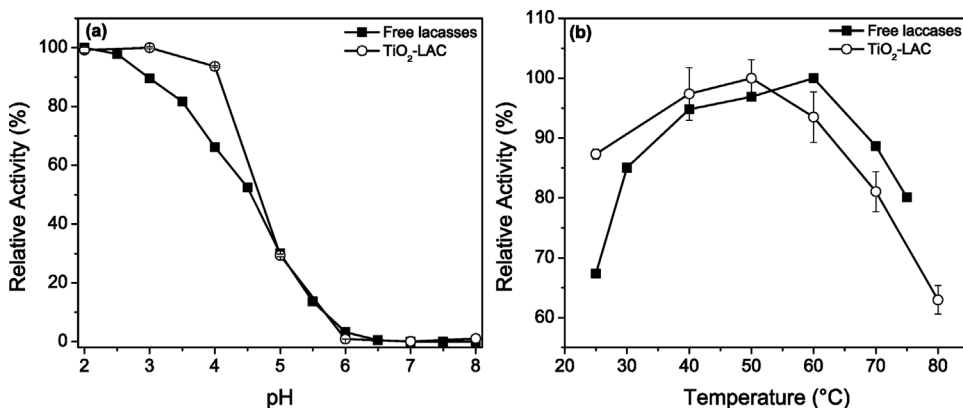 (a)
Free lacasses
TiO₂-LAC
Relative Activity (%)
100
80
60
40
20
0
2 3 4 5 6 7 8
pH
(b)
Free laccases
TiO₂-LAC
Relative Activity (%)
110
100
90
80
70
60
20 30 40 50 60 70 80
Temperature (°C)